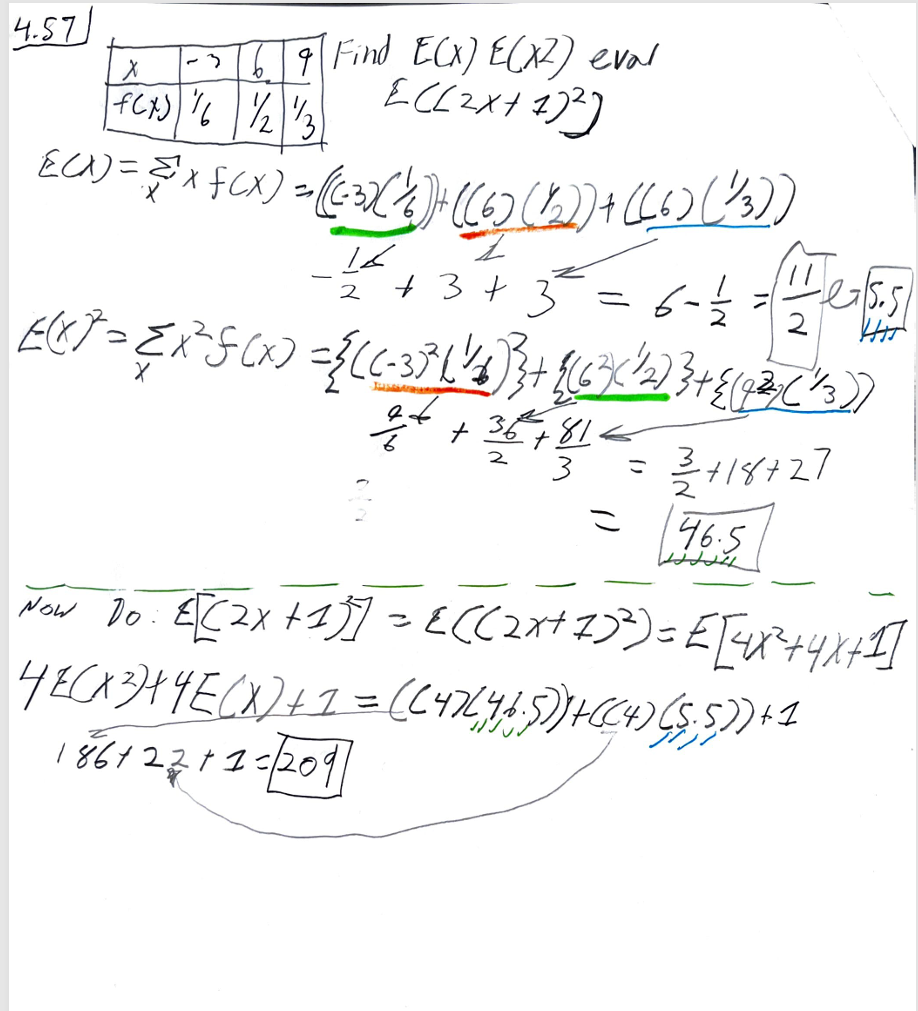 4.57
x | -3 | 6 | 9 Find E(X) E(X2) eval
f(x) | 1/6 | 1/2 | 1/3 E((2x+1)²)
E(X) = Σ x f(x) = ((-3)(1/6)) + ((6)(1/2)) + ((6)(1/3))
x
-1/2 + 3 + 3 = 6 - 1/2 = 11/2 5.5
E(X)² = Σ x² f(x) = {((-3)²(1/6))} + {(6²)(1/2)} + {(9²)(1/3))
x
9/6 + 36/2 + 81/3 = 3/2 + 18 + 27
= 46.5
Now Do: E[(2x+1)²] = E((2x+1)²) = E[4x²+4x+1]
4E(X²)+4E(X)+1 = ((4)(46.5))+((4)(5.5))+1
186+22+1=209